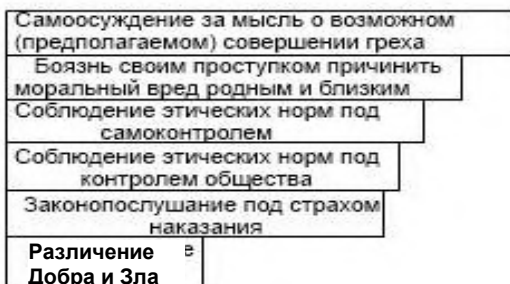 Самоосуждение за мысль о возможном
(предполагаемом) совершении греха
Боязнь своим проступком причинить
моральный вред родным и близким
Соблюдение этических норм под
самоконтролем
Соблюдение этических норм под
контролем общества
Законопослушание под страхом
наказания
Различение
Добра и Зла